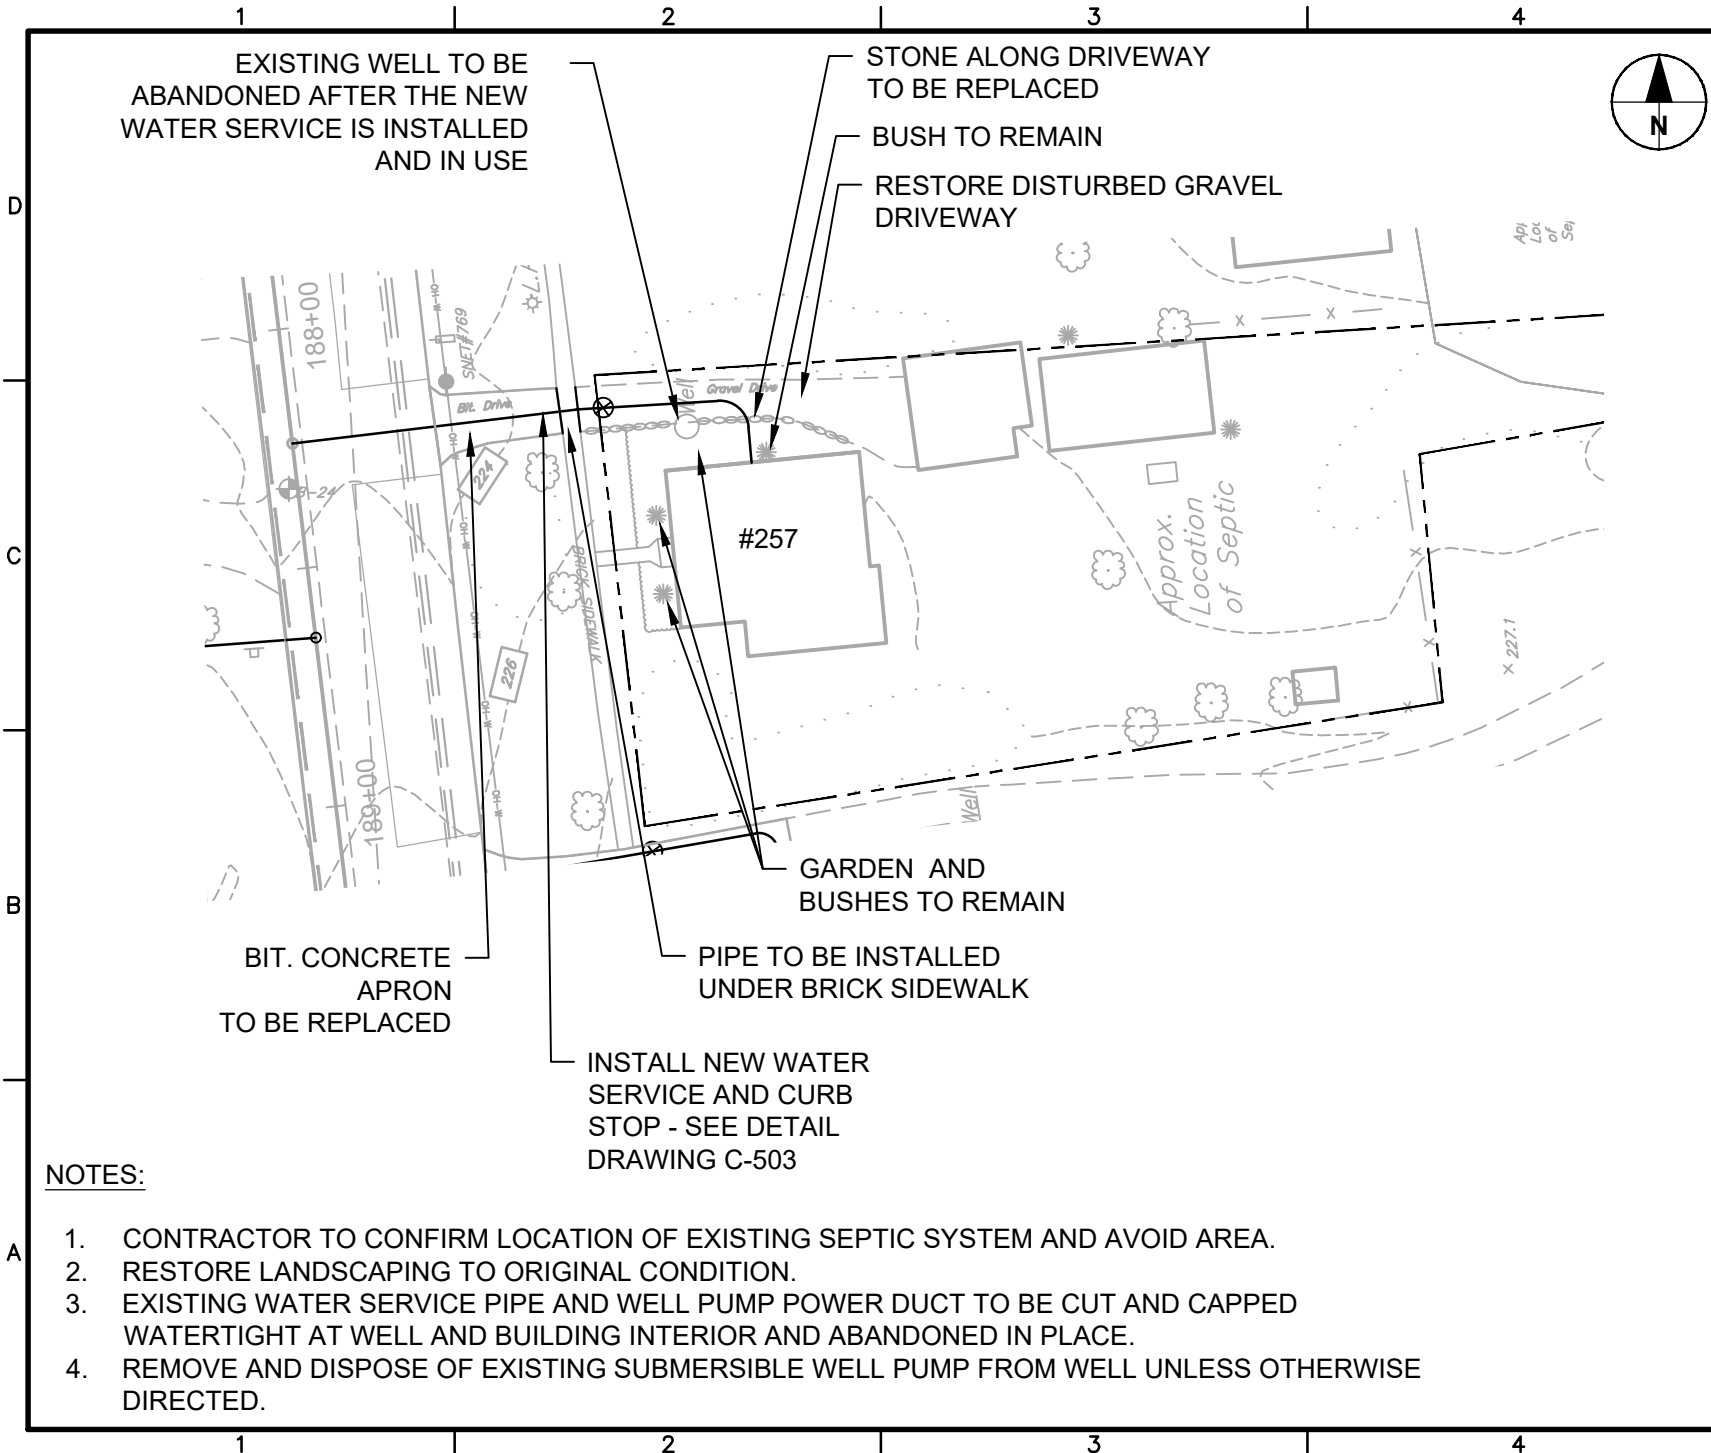 1 2 3 4
EXISTING WELL TO BE
ABANDONED AFTER THE NEW
WATER SERVICE IS INSTALLED
AND IN USE
STONE ALONG DRIVEWAY
TO BE REPLACED
BUSH TO REMAIN
RESTORE DISTURBED GRAVEL
DRIVEWAY
N
D
188+00
OH-W
SNET#769
Well
Gravel Drive
Bit. Drive
OH-W
224
B-24
OH-W
#257
C
BRICK SIDEWALK
Approx.
Location
of Septic
OH-W
226
227.1
OH-W
189+00
OH-W
Well
GARDEN AND
BUSHES TO REMAIN
B
BIT. CONCRETE
APRON
TO BE REPLACED
PIPE TO BE INSTALLED
UNDER BRICK SIDEWALK
INSTALL NEW WATER
SERVICE AND CURB
STOP - SEE DETAIL
DRAWING C-503
NOTES:
A
1. CONTRACTOR TO CONFIRM LOCATION OF EXISTING SEPTIC SYSTEM AND AVOID AREA.
2. RESTORE LANDSCAPING TO ORIGINAL CONDITION.
3. EXISTING WATER SERVICE PIPE AND WELL PUMP POWER DUCT TO BE CUT AND CAPPED
WATERTIGHT AT WELL AND BUILDING INTERIOR AND ABANDONED IN PLACE.
4. REMOVE AND DISPOSE OF EXISTING SUBMERSIBLE WELL PUMP FROM WELL UNLESS OTHERWISE
DIRECTED.
1 2 3 4